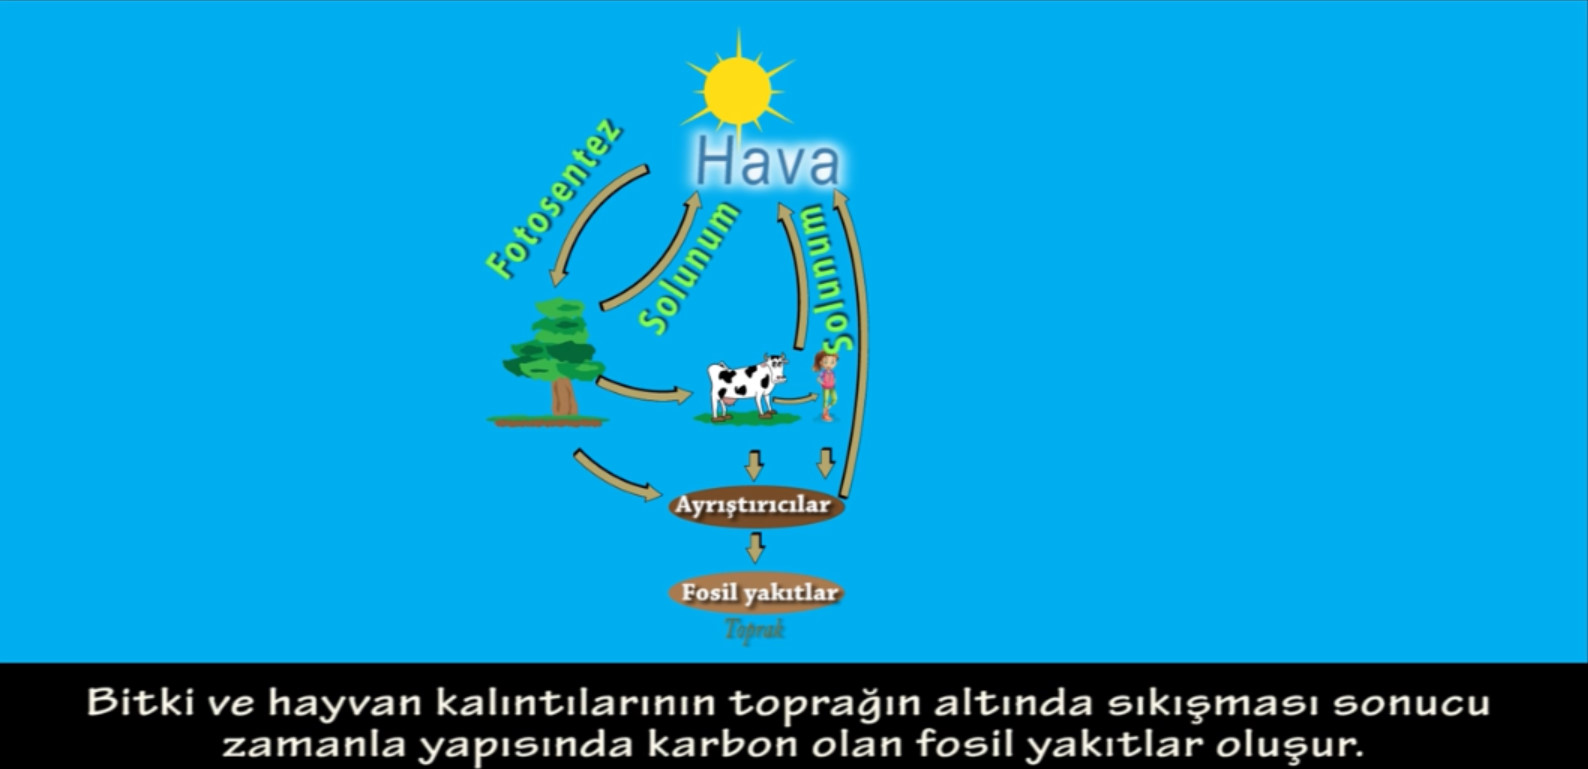 Hava
Fotosentez
Solunum
Solunum
Ayrıştırıcılar
Fosil yakıtlar
Toprak
Bitki ve hayvan kalıntılarının toprağın altında sıkışması sonucu
zamanla yapısında karbon olan fosil yakıtlar oluşur.